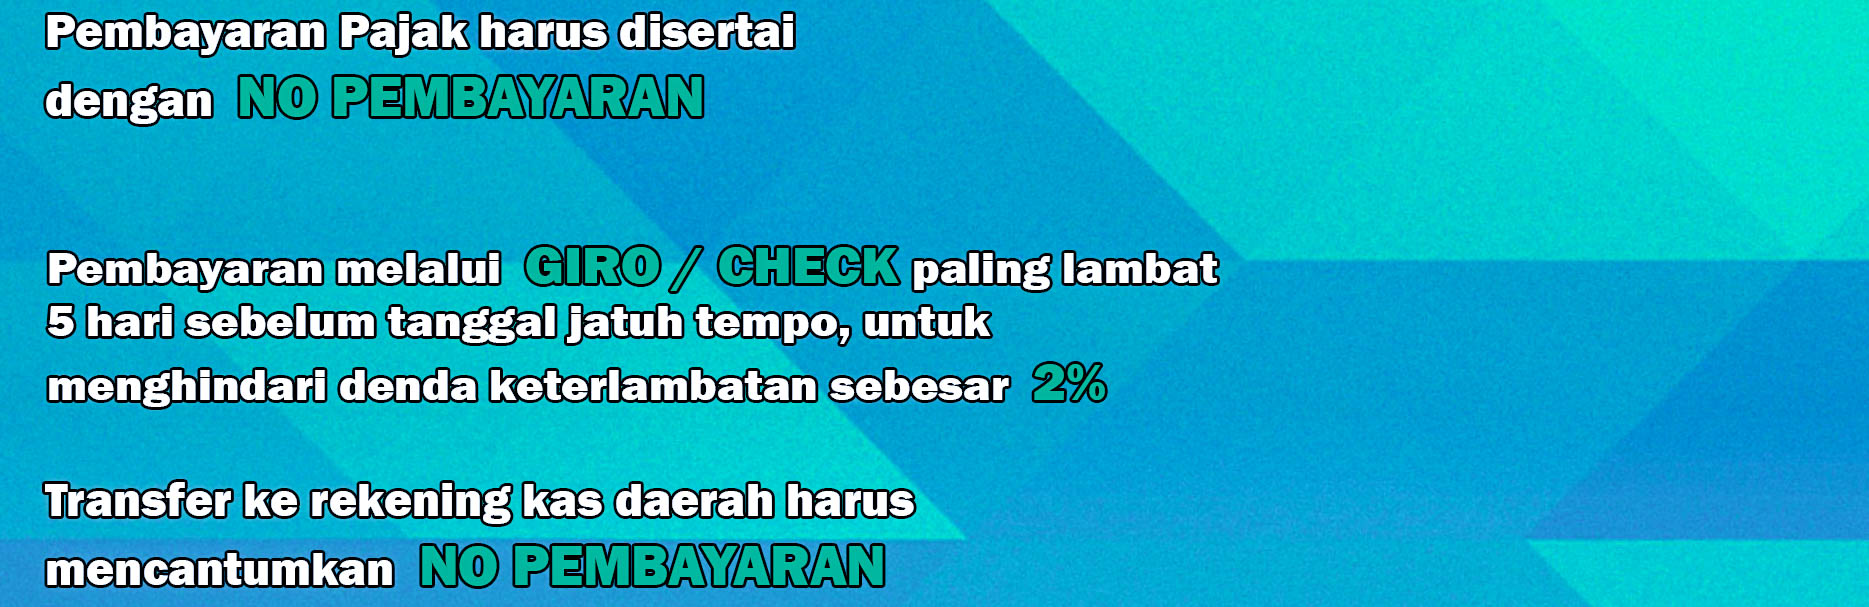 Pembayaran Pajak harus disertai
dengan NO PEMBAYARAN
Pembayaran melalui GIRO / CHECK paling lambat
5 hari sebelum tanggal jatuh tempo, untuk
menghindari denda keterlambatan sebesar 2%
Transfer ke rekening kas daerah harus
mencantumkan NO PEMBAYARAN